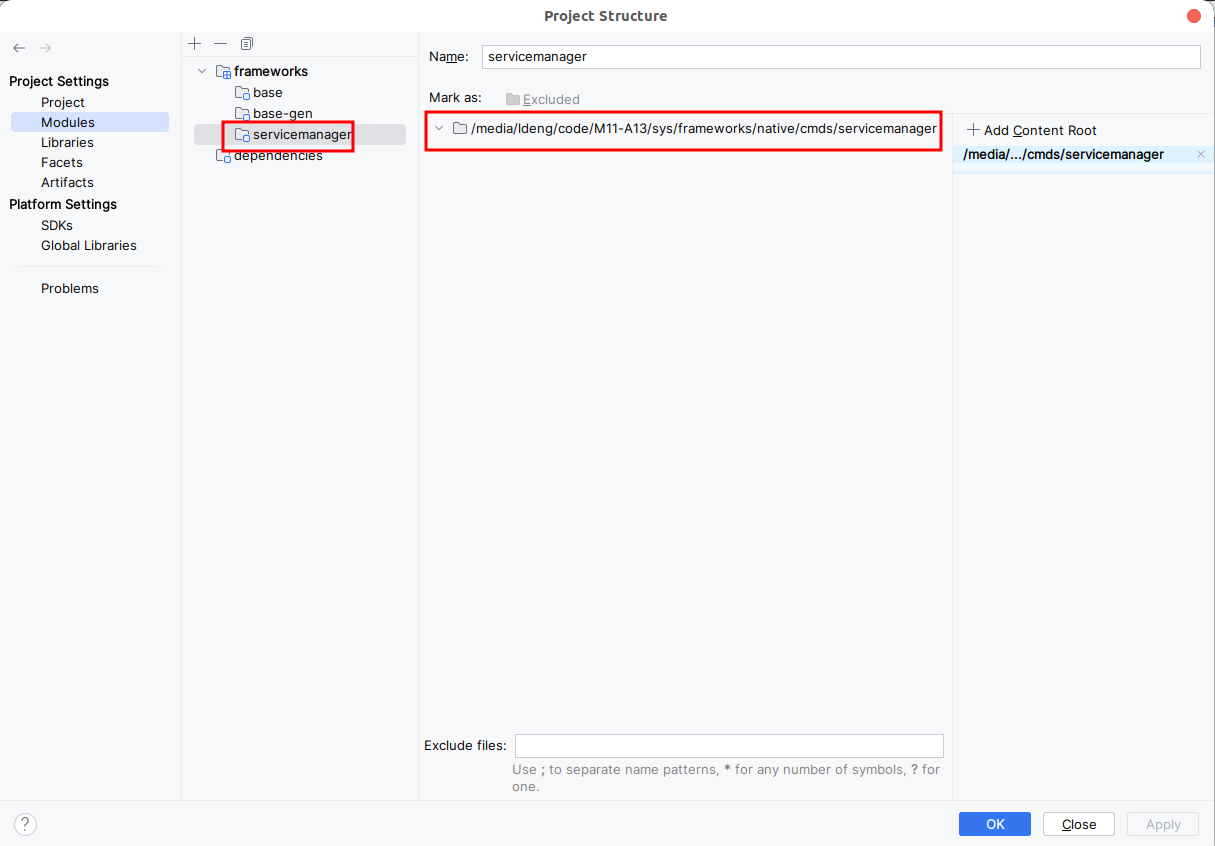 Project Structure
Project Settings
Project
Modules
Libraries
Facets
Artifacts
Platform Settings
SDKs
Global Libraries
Problems
frameworks
base
base-gen
servicemanager
dependencies
Name: servicemanager
Mark as: Excluded
/media/ldeng/code/M11-A13/sys/frameworks/native/cmds/servicemanager
Add Content Root
/media/.../cmds/servicemanager
Exclude files:
Use ; to separate name patterns, * for any number of symbols, ? for
one.
?
OK
Close
Apply